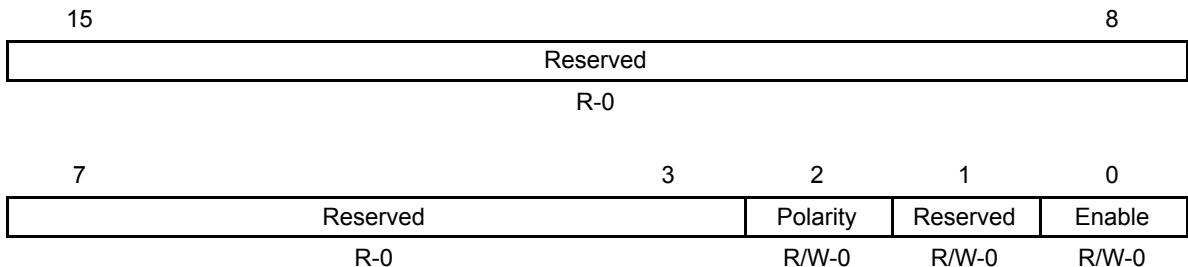 15 8
Reserved
R-0
7 3 2 1 0
Reserved Polarity Reserved Enable
R-0 R/W-0 R/W-0 R/W-0